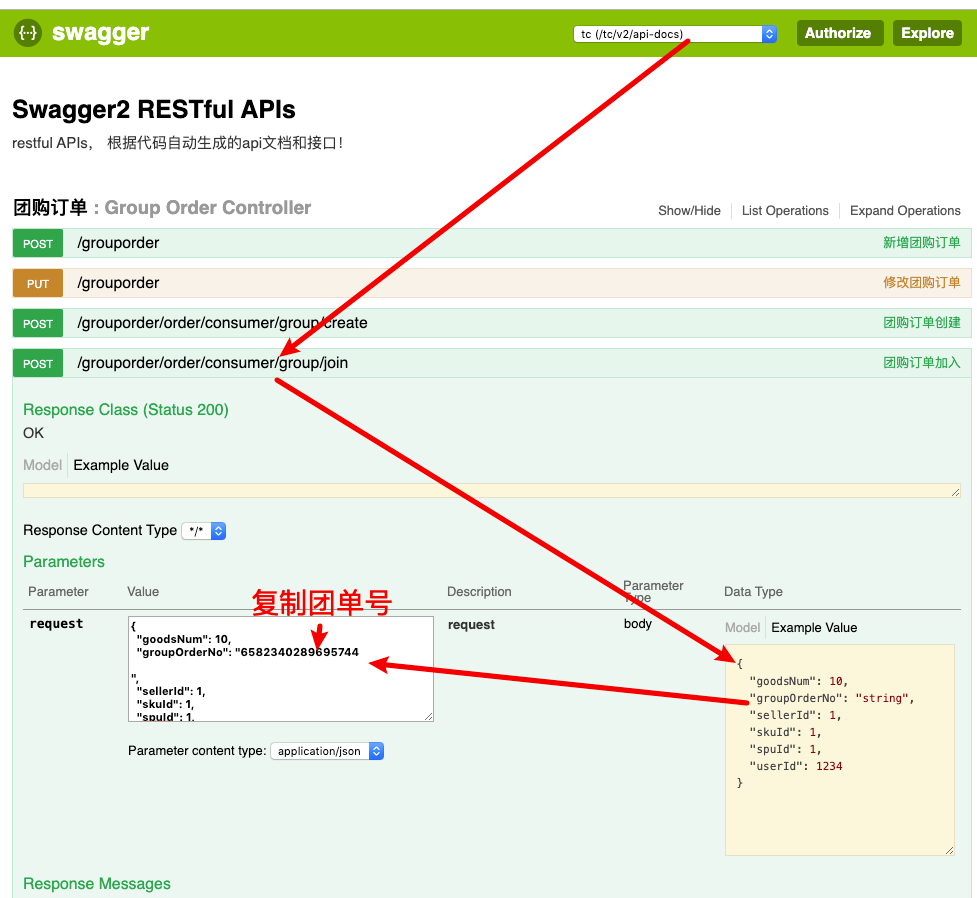 {···} swagger tc (/tc/v2/api-docs) Authorize Explore
Swagger2 RESTful APIs
restful APIs， 根据代码自动生成的api文档和接口！
团购订单 : Group Order Controller Show/Hide List Operations Expand Operations
POST /grouporder 新增团购订单
PUT /grouporder 修改团购订单
POST /grouporder/order/consumer/group/create 团购订单创建
POST /grouporder/order/consumer/group/join 团购订单加入
Response Class (Status 200)
OK
Model Example Value
Response Content Type */*
Parameters
Parameter Value Description Parameter Type Data Type
复制团单号
request
{
"goodsNum": 10,
"groupOrderNo": "6582340289695744
",
"sellerId": 1,
"skuId": 1,
"spuId": 1,
request
body
Model Example Value
{
"goodsNum": 10,
"groupOrderNo": "string",
"sellerId": 1,
"skuId": 1,
"spuId": 1,
"userId": 1234
}
Parameter content type: application/json
Response Messages